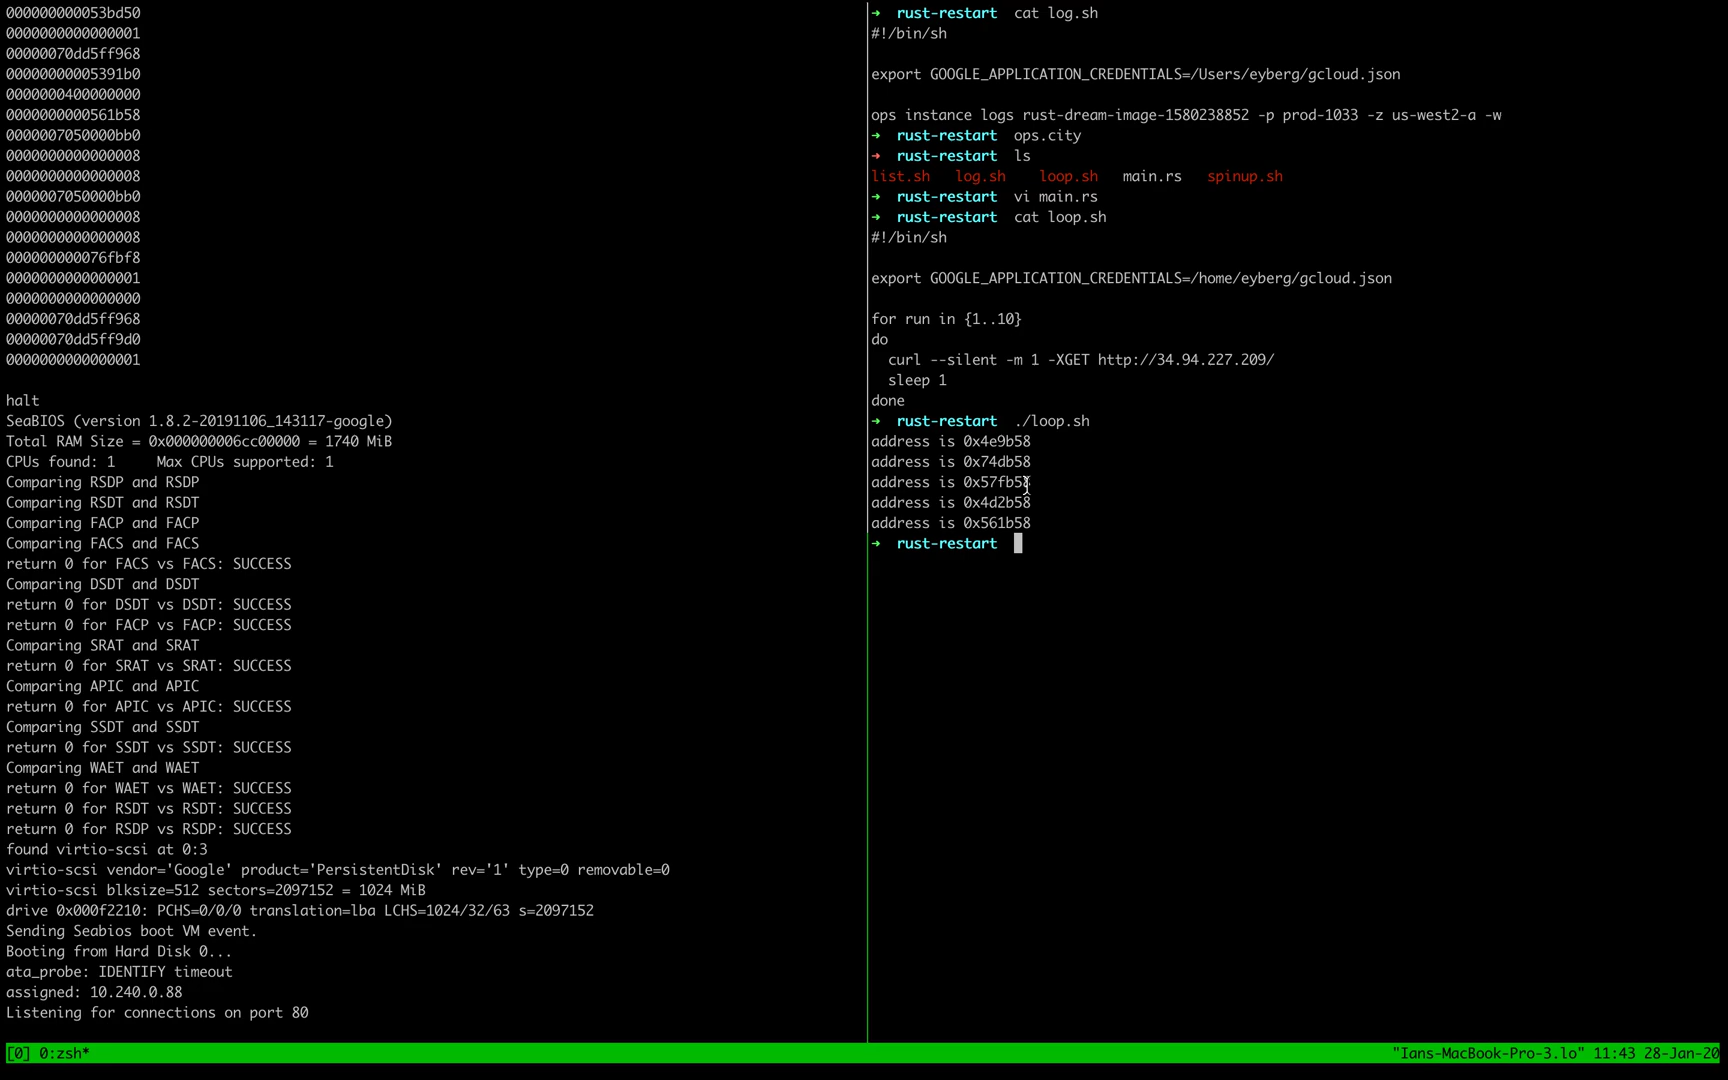 000000000053bd50
0000000000000001
00000070dd5ff968
00000000005391b0
0000000400000000
0000000000561b58
0000007050000bb0
0000000000000008
0000000000000008
0000007050000bb0
0000000000000008
0000000000000008
000000000076fbf8
0000000000000001
0000000000000000
00000070dd5ff968
00000070dd5ff9d0
0000000000000001
halt
SeaBIOS (version 1.8.2-20191106_143117-google)
Total RAM Size = 0x000000006cc00000 = 1740 MiB
CPUs found: 1     Max CPUs supported: 1
Comparing RSDP and RSDP
Comparing RSDT and RSDT
Comparing FACP and FACP
Comparing FACS and FACS
return 0 for FACS vs FACS: SUCCESS
Comparing DSDT and DSDT
return 0 for DSDT vs DSDT: SUCCESS
return 0 for FACP vs FACP: SUCCESS
Comparing SRAT and SRAT
return 0 for SRAT vs SRAT: SUCCESS
Comparing APIC and APIC
return 0 for APIC vs APIC: SUCCESS
Comparing SSDT and SSDT
return 0 for SSDT vs SSDT: SUCCESS
Comparing WAET and WAET
return 0 for WAET vs WAET: SUCCESS
return 0 for RSDT vs RSDT: SUCCESS
return 0 for RSDP vs RSDP: SUCCESS
found virtio-scsi at 0:3
virtio-scsi vendor='Google' product='PersistentDisk' rev='1' type=0 removable=0
virtio-scsi blksize=512 sectors=2097152 = 1024 MiB
drive 0x000f2210: PCHS=0/0/0 translation=lba LCHS=1024/32/63 s=2097152
Sending Seabios boot VM event.
Booting from Hard Disk 0...
ata_probe: IDENTIFY timeout
assigned: 10.240.0.88
Listening for connections on port 80
➜  rust-restart  cat log.sh
#!/bin/sh
export GOOGLE_APPLICATION_CREDENTIALS=/Users/eyberg/gcloud.json
ops instance logs rust-dream-image-1580238852 -p prod-1033 -z us-west2-a -w
➜  rust-restart  ops.city
➜  rust-restart  ls
list.sh   log.sh    loop.sh   main.rs   spinup.sh
➜  rust-restart  vi main.rs
➜  rust-restart  cat loop.sh
#!/bin/sh
export GOOGLE_APPLICATION_CREDENTIALS=/home/eyberg/gcloud.json
for run in {1..10}
do
  curl --silent -m 1 -XGET http://34.94.227.209/
  sleep 1
done
➜  rust-restart  ./loop.sh
address is 0x4e9b58
address is 0x74db58
address is 0x57fb58
address is 0x4d2b58
address is 0x561b58
➜  rust-restart
[0] 0:zsh*
"Ians-MacBook-Pro-3.lo" 11:43 28-Jan-20